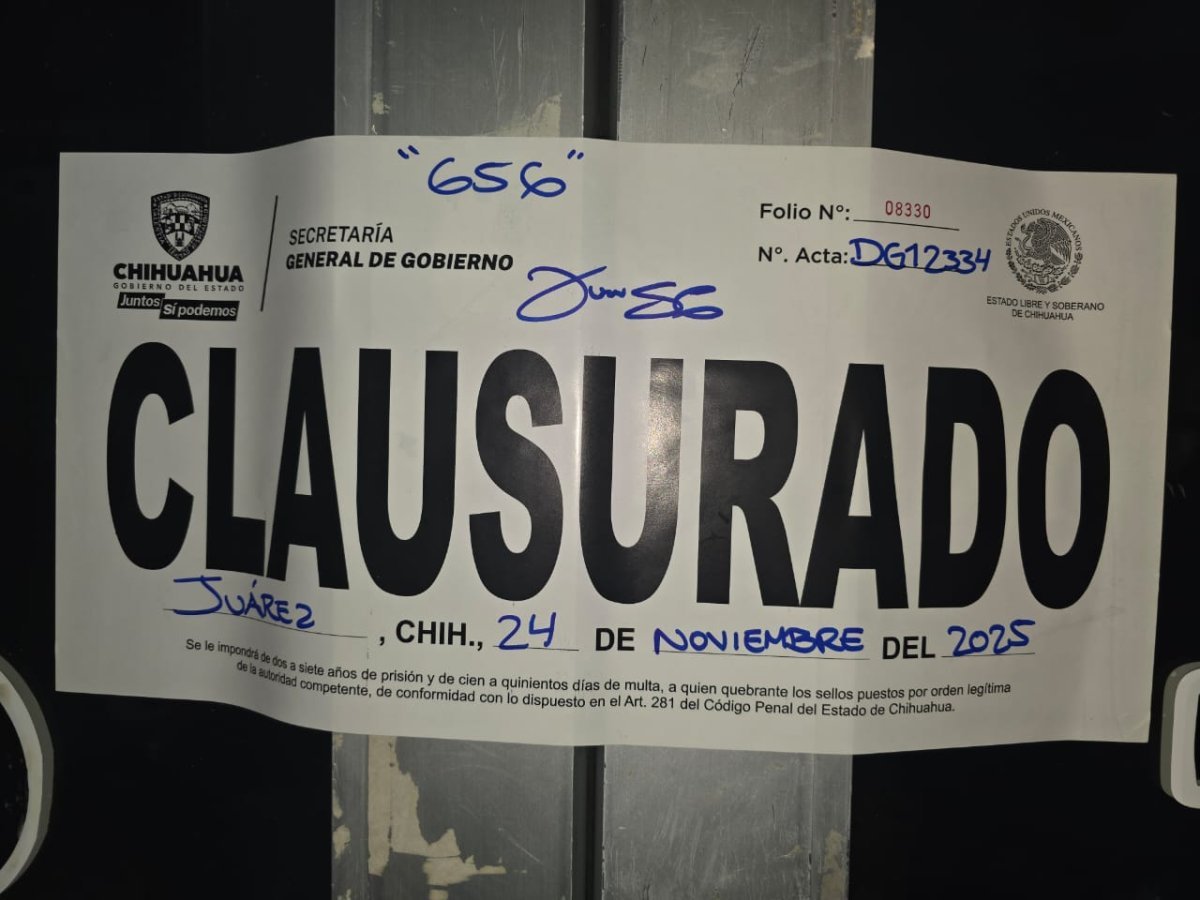 "656"
CHIHUAHUA
GOBIERNO DEL ESTADO
Juntos Sí podemos
SECRETARÍA
GENERAL DE GOBIERNO
Folio N°: 08330
N°. Acta: DG12334
ESTADOS UNIDOS MEXICANOS
ESTADO LIBRE Y SOBERANO
DE CHIHUAHUA
CLAUSURADO
JUÁREZ, CHIH., 24 DE NOVIEMBRE DEL 2025
Se le impondrá de dos a siete años de prisión y de cien a quinientos días de multa, a quien quebrante los sellos puestos por orden legítima
de la autoridad competente, de conformidad con lo dispuesto en el Art. 281 del Código Penal del Estado de Chihuahua.